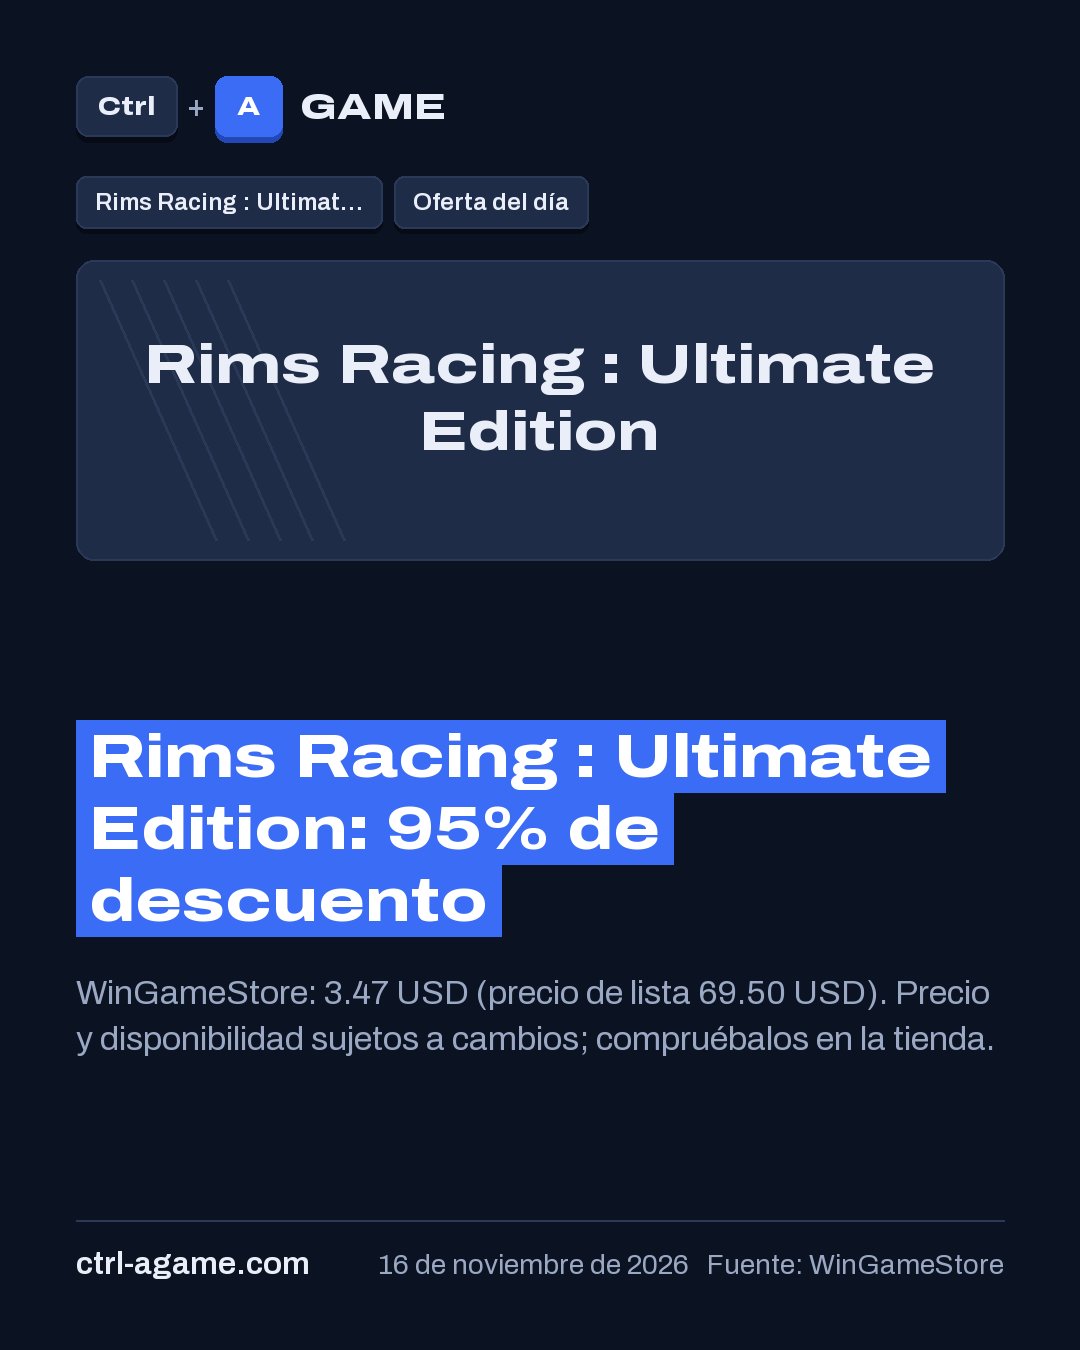 Ctrl + A GAME
Rims Racing : Ultimat... Oferta del día
Rims Racing : Ultimate
Edition
Rims Racing : Ultimate
Edition: 95% de
descuento
WinGameStore: 3.47 USD (precio de lista 69.50 USD). Precio
y disponibilidad sujetos a cambios; compruébalos en la tienda.
ctrl-agame.com 16 de noviembre de 2026 Fuente: WinGameStore